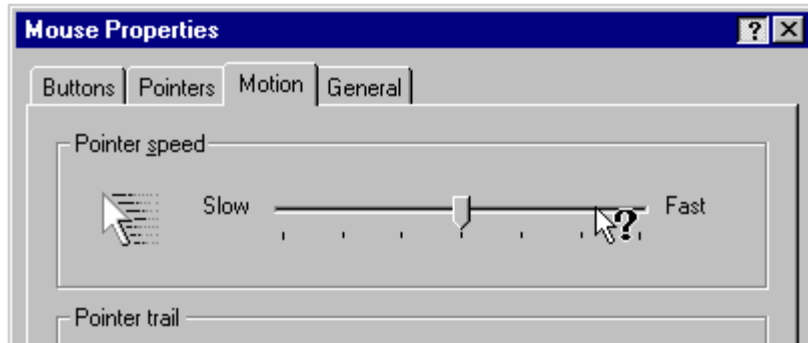 Mouse Properties ? X
Buttons Pointers Motion General
Pointer speed
Slow Fast
?
Pointer trail